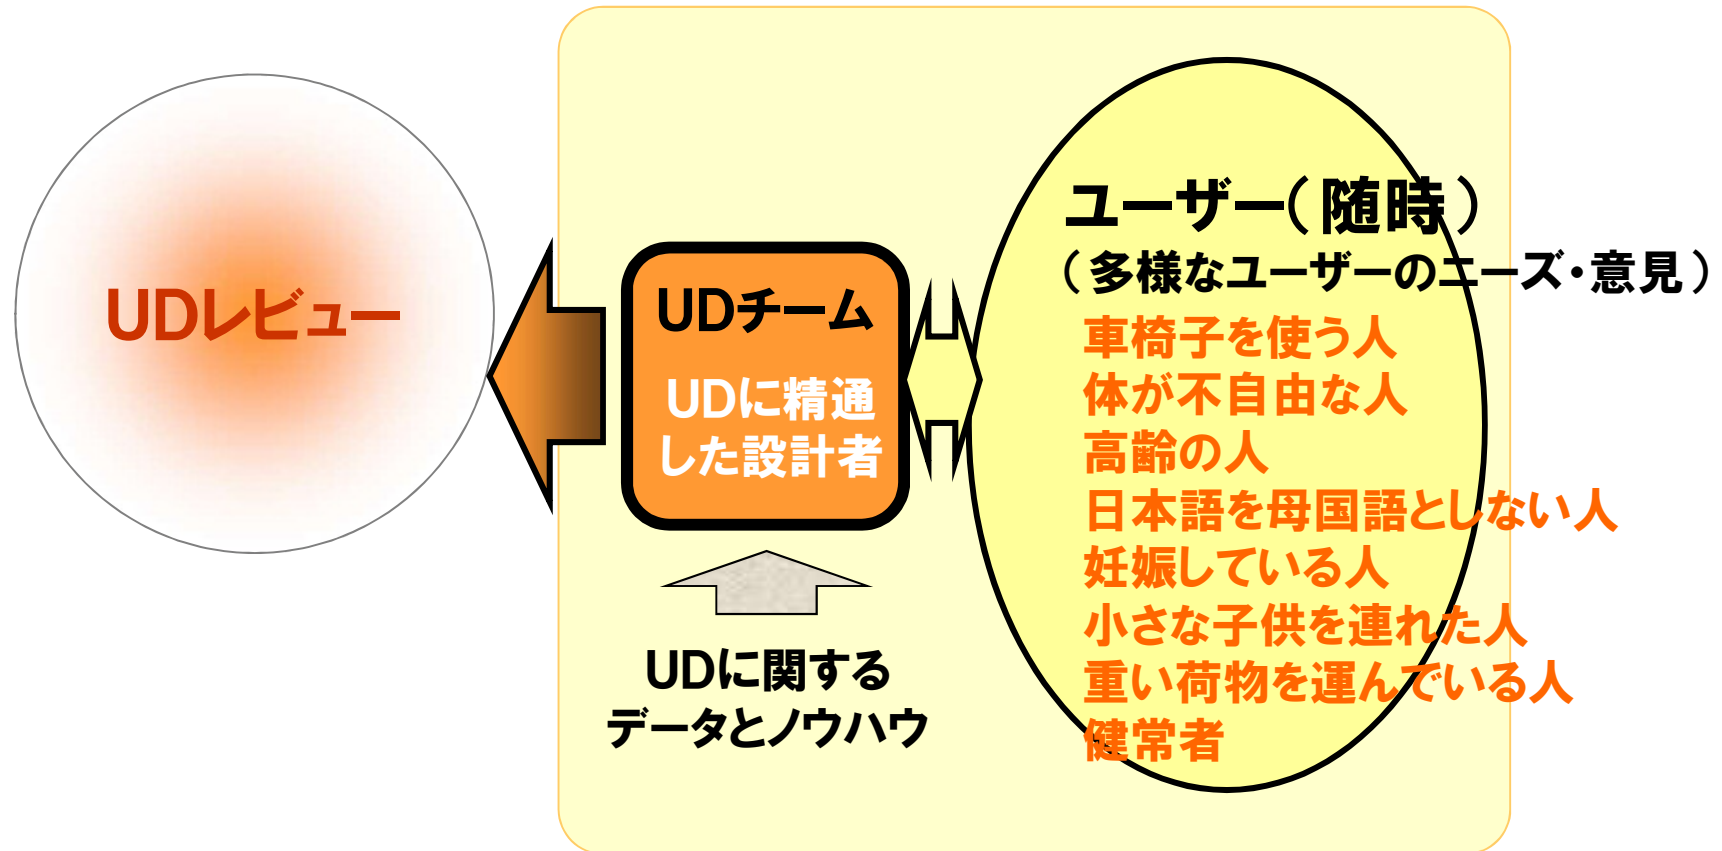 UDレビュー
UDチーム
UDに精通
した設計者
UDに関する
データとノウハウ
ユーザー(随時)
(多様なユーザーのニーズ・意見)
車椅子を使う人
体が不自由な人
高齢の人
日本語を母国語としない人
妊娠している人
小さな子供を連れた人
重い荷物を運んでいる人
健常者